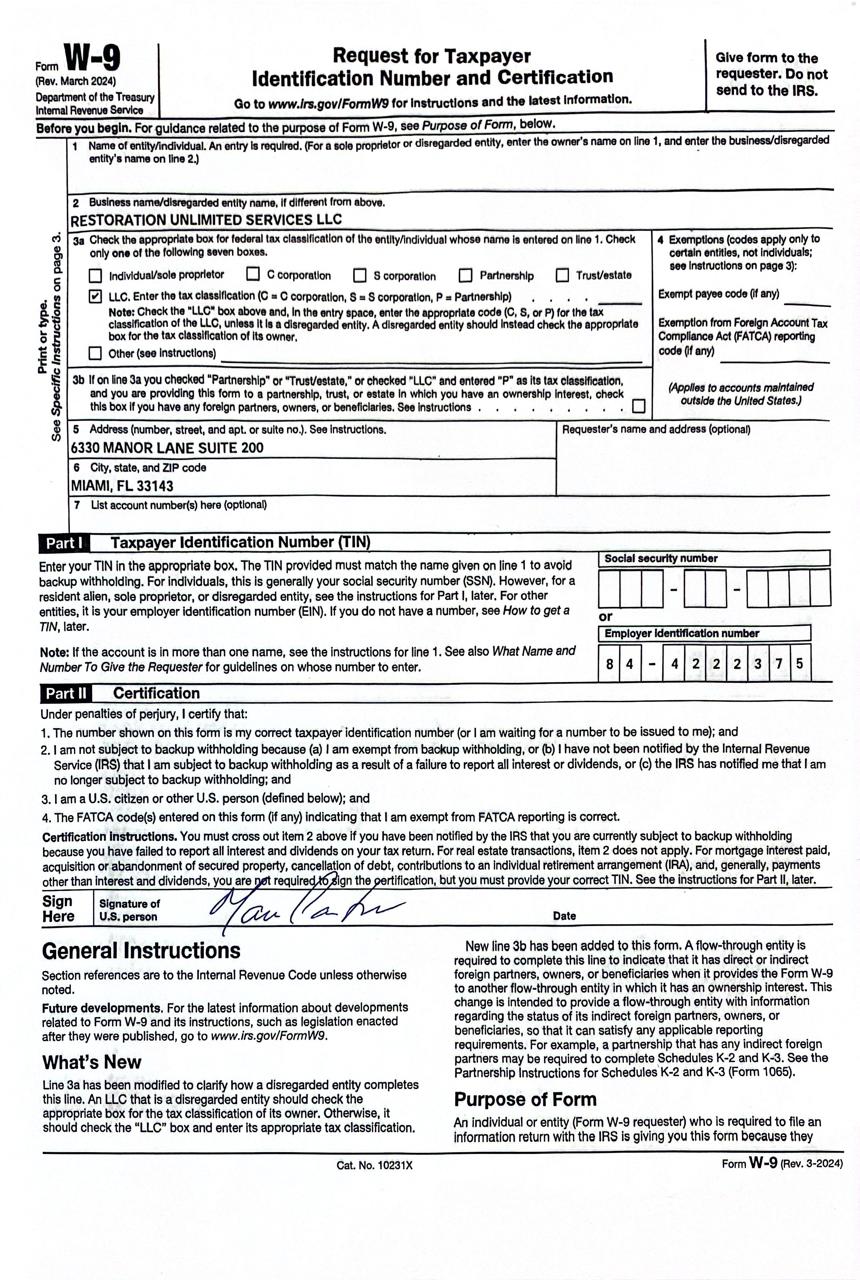 Form W-9
(Rev. March 2024)
Department of the Treasury
Internal Revenue Service
Request for Taxpayer
Identification Number and Certification
Go to www.irs.gov/FormW9 for instructions and the latest information.
Give form to the
requester. Do not
send to the IRS.
Before you begin. For guidance related to the purpose of Form W-9, see Purpose of Form, below.
Print or type.
See Specific Instructions on page 3.
1 Name of entity/individual. An entry is required. (For a sole proprietor or disregarded entity, enter the owner's name on line 1, and enter the business/disregarded
entity's name on line 2.)
2 Business name/disregarded entity name, if different from above.
RESTORATION UNLIMITED SERVICES LLC
3a Check the appropriate box for federal tax classification of the entity/individual whose name is entered on line 1. Check
only one of the following seven boxes.
Individual/sole proprietor C corporation S corporation Partnership Trust/estate
LLC. Enter the tax classification (C = C corporation, S = S corporation, P = Partnership) . . . .
Note: Check the "LLC" box above and, in the entry space, enter the appropriate code (C, S, or P) for the tax
classification of the LLC, unless it is a disregarded entity. A disregarded entity should instead check the appropriate
box for the tax classification of its owner.
Other (see instructions)
4 Exemptions (codes apply only to
certain entities, not individuals;
see instructions on page 3):
Exempt payee code (if any)
Exemption from Foreign Account Tax
Compliance Act (FATCA) reporting
code (if any)
3b If on line 3a you checked "Partnership" or "Trust/estate," or checked "LLC" and entered "P" as its tax classification,
and you are providing this form to a partnership, trust, or estate in which you have an ownership interest, check
this box if you have any foreign partners, owners, or beneficiaries. See instructions . . . . . . . . .
(Applies to accounts maintained
outside the United States.)
5 Address (number, street, and apt. or suite no.). See instructions.
6330 MANOR LANE SUITE 200
Requester's name and address (optional)
6 City, state, and ZIP code
MIAMI, FL 33143
7 List account number(s) here (optional)
Part I Taxpayer Identification Number (TIN)
Enter your TIN in the appropriate box. The TIN provided must match the name given on line 1 to avoid
backup withholding. For individuals, this is generally your social security number (SSN). However, for a
resident alien, sole proprietor, or disregarded entity, see the instructions for Part I, later. For other
entities, it is your employer identification number (EIN). If you do not have a number, see How to get a
TIN, later.
Note: If the account is in more than one name, see the instructions for line 1. See also What Name and
Number To Give the Requester for guidelines on whose number to enter.
Social security number
– –
or
Employer identification number
8 4 – 4 2 2 2 3 7 5
Part II Certification
Under penalties of perjury, I certify that:
1. The number shown on this form is my correct taxpayer identification number (or I am waiting for a number to be issued to me); and
2. I am not subject to backup withholding because (a) I am exempt from backup withholding, or (b) I have not been notified by the Internal Revenue
Service (IRS) that I am subject to backup withholding as a result of a failure to report all interest or dividends, or (c) the IRS has notified me that I am
no longer subject to backup withholding; and
3. I am a U.S. citizen or other U.S. person (defined below); and
4. The FATCA code(s) entered on this form (if any) indicating that I am exempt from FATCA reporting is correct.
Certification Instructions. You must cross out item 2 above if you have been notified by the IRS that you are currently subject to backup withholding
because you have failed to report all interest and dividends on your tax return. For real estate transactions, item 2 does not apply. For mortgage interest paid,
acquisition or abandonment of secured property, cancellation of debt, contributions to an individual retirement arrangement (IRA), and, generally, payments
other than interest and dividends, you are not required to sign the certification, but you must provide your correct TIN. See the instructions for Part II, later.
Sign
Here
Signature of
U.S. person
Date
General Instructions
Section references are to the Internal Revenue Code unless otherwise
noted.
Future developments. For the latest information about developments
related to Form W-9 and its instructions, such as legislation enacted
after they were published, go to www.irs.gov/FormW9.
What's New
Line 3a has been modified to clarify how a disregarded entity completes
this line. An LLC that is a disregarded entity should check the
appropriate box for the tax classification of its owner. Otherwise, it
should check the "LLC" box and enter its appropriate tax classification.
New line 3b has been added to this form. A flow-through entity is
required to complete this line to indicate that it has direct or indirect
foreign partners, owners, or beneficiaries when it provides the Form W-9
to another flow-through entity in which it has an ownership interest. This
change is intended to provide a flow-through entity with information
regarding the status of its indirect foreign partners, owners, or
beneficiaries, so that it can satisfy any applicable reporting
requirements. For example, a partnership that has any indirect foreign
partners may be required to complete Schedules K-2 and K-3. See the
Partnership Instructions for Schedules K-2 and K-3 (Form 1065).
Purpose of Form
An individual or entity (Form W-9 requester) who is required to file an
information return with the IRS is giving you this form because they
Cat. No. 10231X
Form W-9 (Rev. 3-2024)